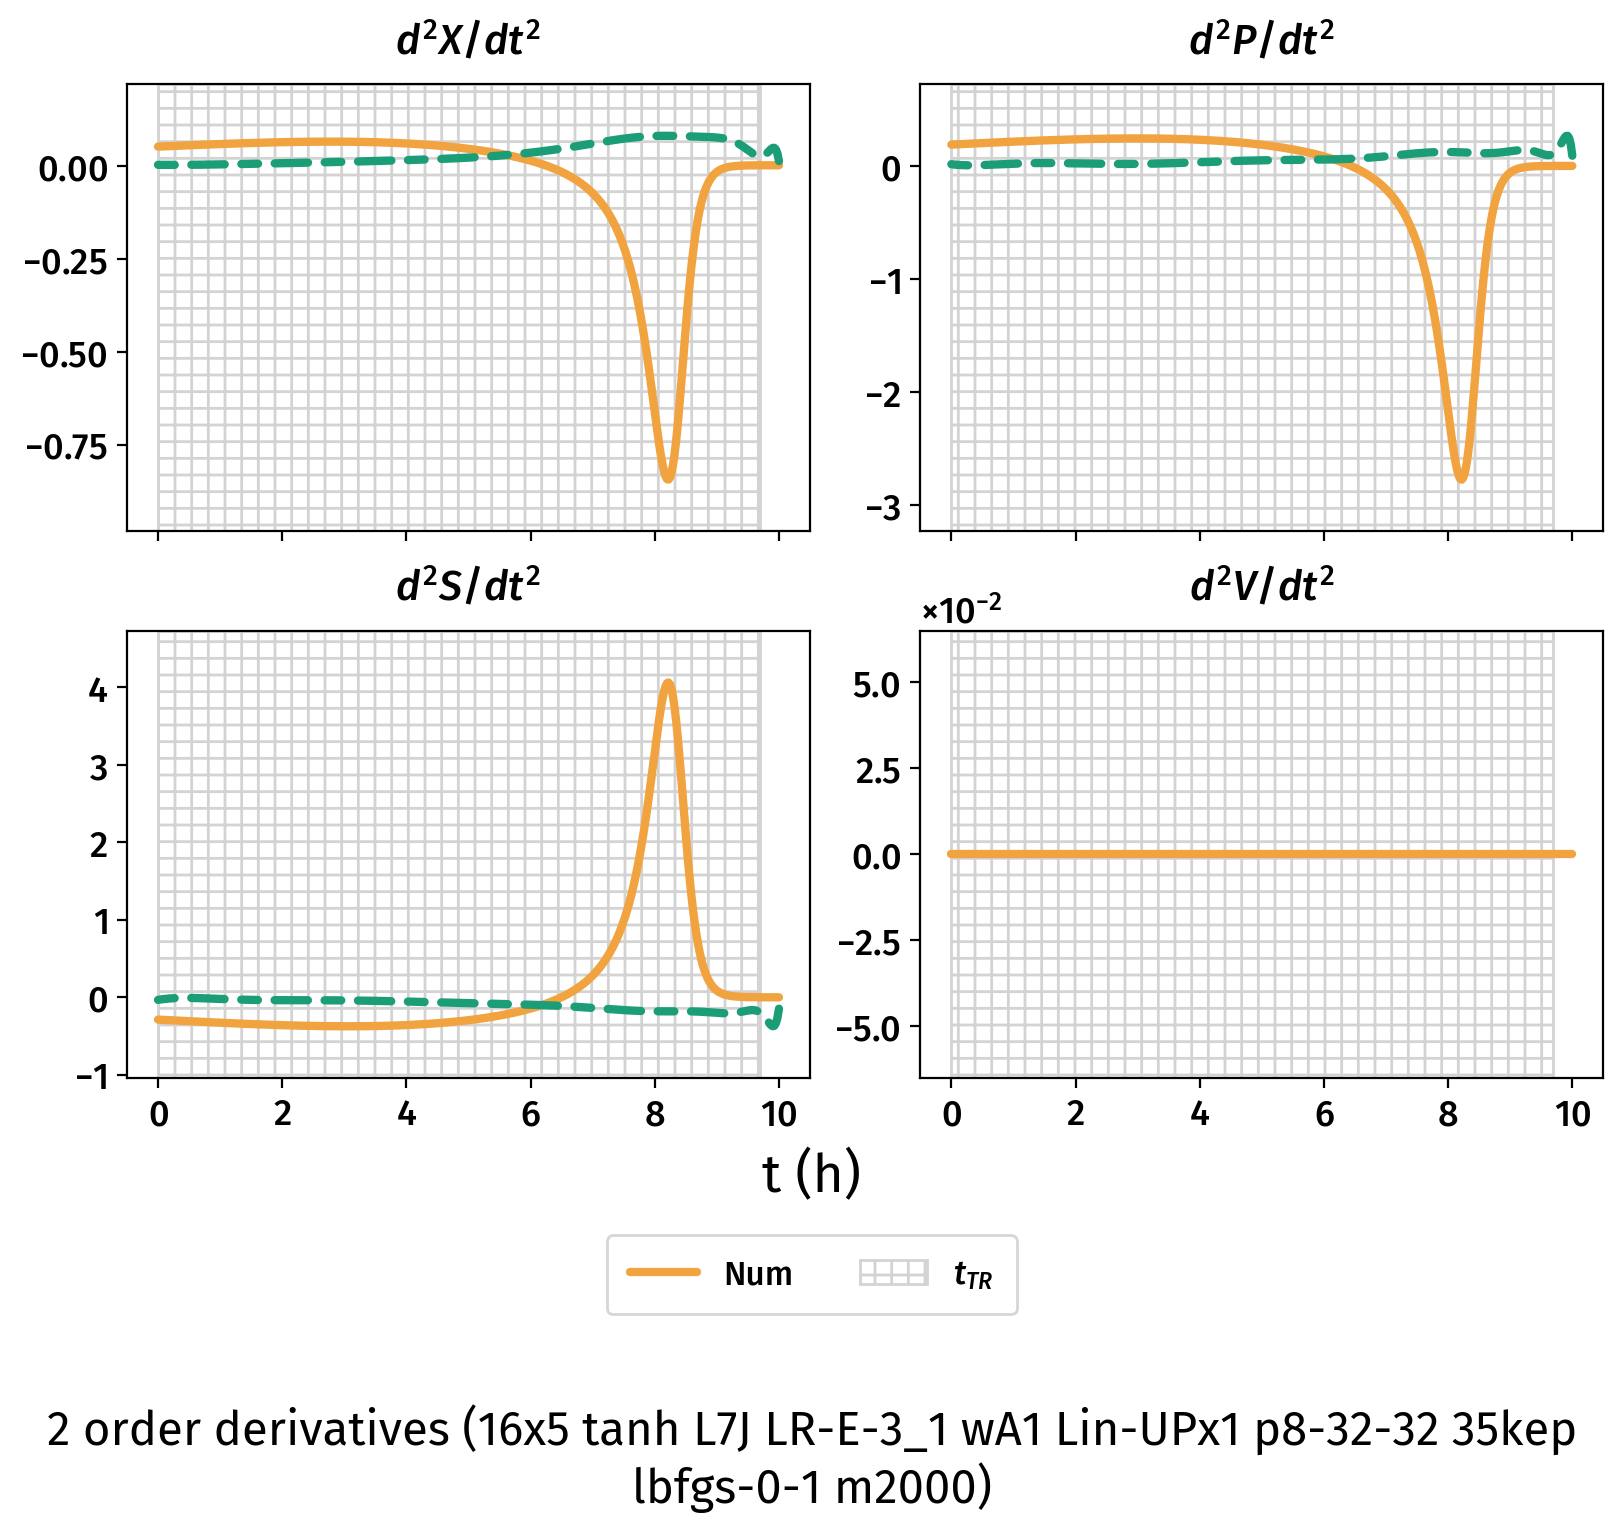 d²X/dt²
d²P/dt²
0.00
−0.25
−0.50
−0.75
0
−1
−2
−3
d²S/dt²
d²V/dt²
×10⁻²
4
3
2
1
0
−1
5.0
2.5
0.0
−2.5
−5.0
0 2 4 6 8 10
0 2 4 6 8 10
t (h)
Num t_TR
2 order derivatives (16x5 tanh L7J LR-E-3_1 wA1 Lin-UPx1 p8-32-32 35kep
lbfgs-0-1 m2000)